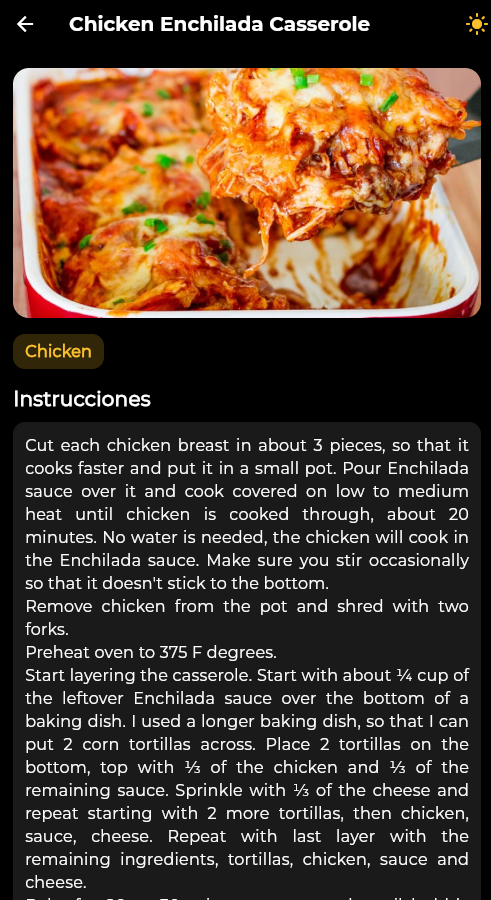 Chicken Enchilada Casserole
Chicken
Instrucciones
Cut each chicken breast in about 3 pieces, so that it
cooks faster and put it in a small pot. Pour Enchilada
sauce over it and cook covered on low to medium
heat until chicken is cooked through, about 20
minutes. No water is needed, the chicken will cook in
the Enchilada sauce. Make sure you stir occasionally
so that it doesn't stick to the bottom.
Remove chicken from the pot and shred with two
forks.
Preheat oven to 375 F degrees.
Start layering the casserole. Start with about ¼ cup of
the leftover Enchilada sauce over the bottom of a
baking dish. I used a longer baking dish, so that I can
put 2 corn tortillas across. Place 2 tortillas on the
bottom, top with ⅓ of the chicken and ⅓ of the
remaining sauce. Sprinkle with ⅓ of the cheese and
repeat starting with 2 more tortillas, then chicken,
sauce, cheese. Repeat with last layer with the
remaining ingredients, tortillas, chicken, sauce and
cheese.